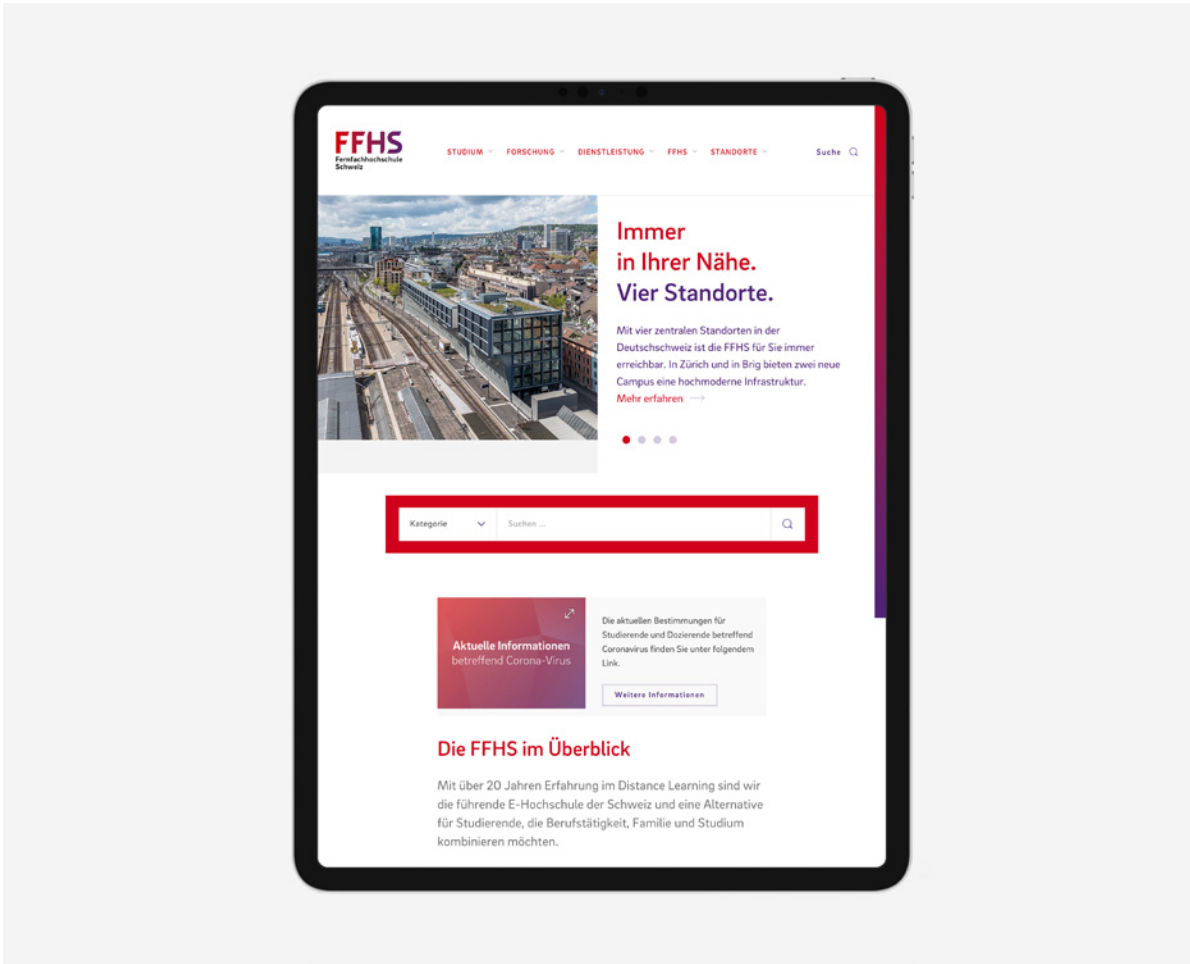 FFHS
Fernfachhochschule
Schweiz
STUDIUM FORSCHUNG DIENSTLEISTUNG FFHS STANDORTE Suche
Immer
in Ihrer Nähe.
Vier Standorte.
Mit vier zentralen Standorten in der
Deutschschweiz ist die FFHS für Sie immer
erreichbar. In Zürich und in Brig bieten zwei neue
Campus eine hochmoderne Infrastruktur.
Mehr erfahren
Kategorie Suchen ...
Aktuelle Informationen
betreffend Corona-Virus
Die aktuellen Bestimmungen für
Studierende und Dozierende betreffend
Coronavirus finden Sie unter folgendem
Link.
Weitere Informationen
Die FFHS im Überblick
Mit über 20 Jahren Erfahrung im Distance Learning sind wir
die führende E-Hochschule der Schweiz und eine Alternative
für Studierende, die Berufstätigkeit, Familie und Studium
kombinieren möchten.